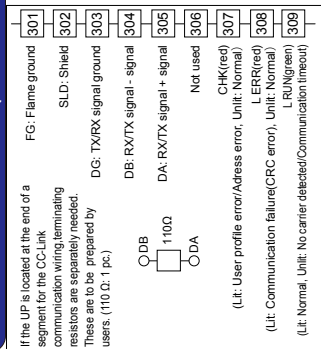 301
FG: Flame ground
302
SLD: Shield
303
DG: TX/RX signal ground
304
DB: RX/TX signal - signal
305
DA: RX/TX signal + signal
306
Not used
307
CHK(red)
(Lit: User profile error/Adress error, Unlit: Normal)
308
L ERR(red)
(Lit: Communication failure(CRC error), Unlit: Normal)
309
L RUN(green)
(Lit: Normal, Unlit: No carrier detected/Communication timeout)
If the UP is located at the end of a
segment for the CC-Link
communication wiring,terminating
resistors are separately needed.
These are to be prepared by
users. (110 Ω: 1 pc.)
DB
110Ω
DA